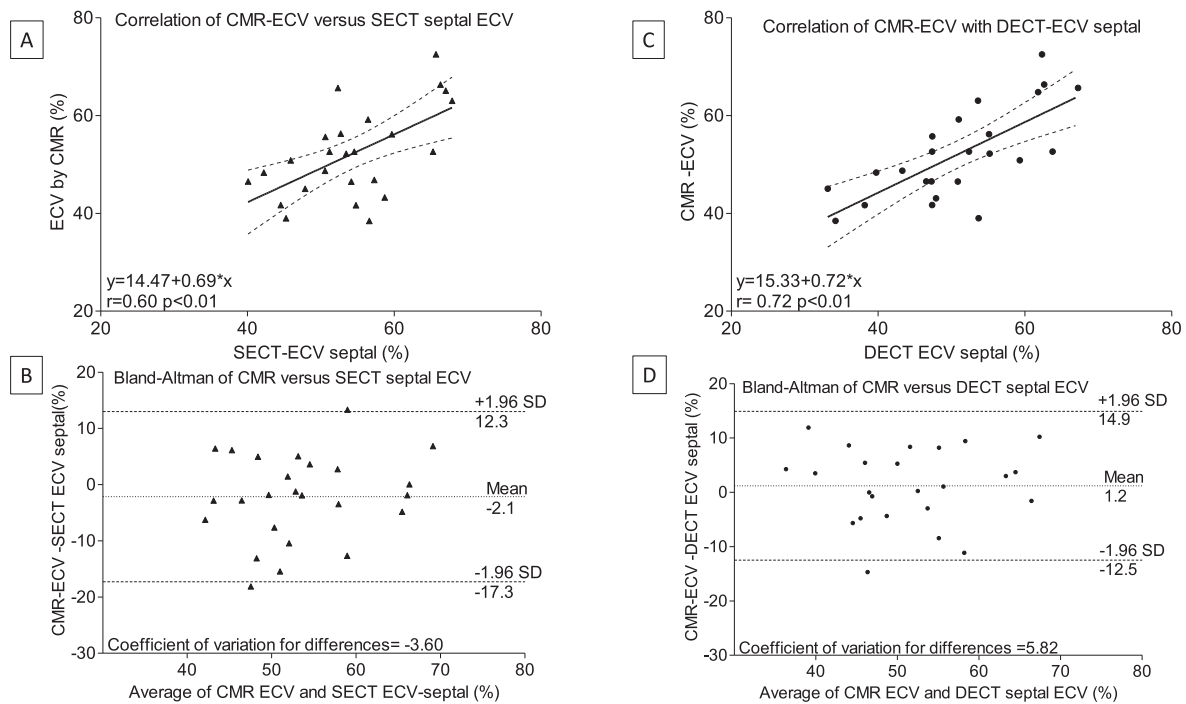 A
Correlation of CMR-ECV versus SECT septal ECV
80
60
40
20
ECV by CMR (%)
y=14.47+0.69*x
r=0.60 p<0.01
20
40
60
80
SECT-ECV septal (%)
B
Bland-Altman of CMR versus SECT septal ECV
20
10
0
-10
-20
-30
CMR-ECV -SECT ECV septal(%)
+1.96 SD
12.3
Mean
-2.1
-1.96 SD
-17.3
Coefficient of variation for differences= -3.60
40
50
60
70
80
Average of CMR ECV and SECT ECV-septal (%)
C
Correlation of CMR-ECV with DECT-ECV septal
80
60
40
20
CMR -ECV (%)
y=15.33+0.72*x
r= 0.72 p<0.01
20
40
60
80
DECT ECV septal (%)
D
Bland-Altman of CMR versus DECT septal ECV
20
10
0
-10
-20
-30
CMR-ECV -DECT ECV septal (%)
+1.96 SD
14.9
Mean
1.2
-1.96 SD
-12.5
Coefficient of variation for differences =5.82
40
50
60
70
80
Average of CMR ECV and DECT septal ECV (%)